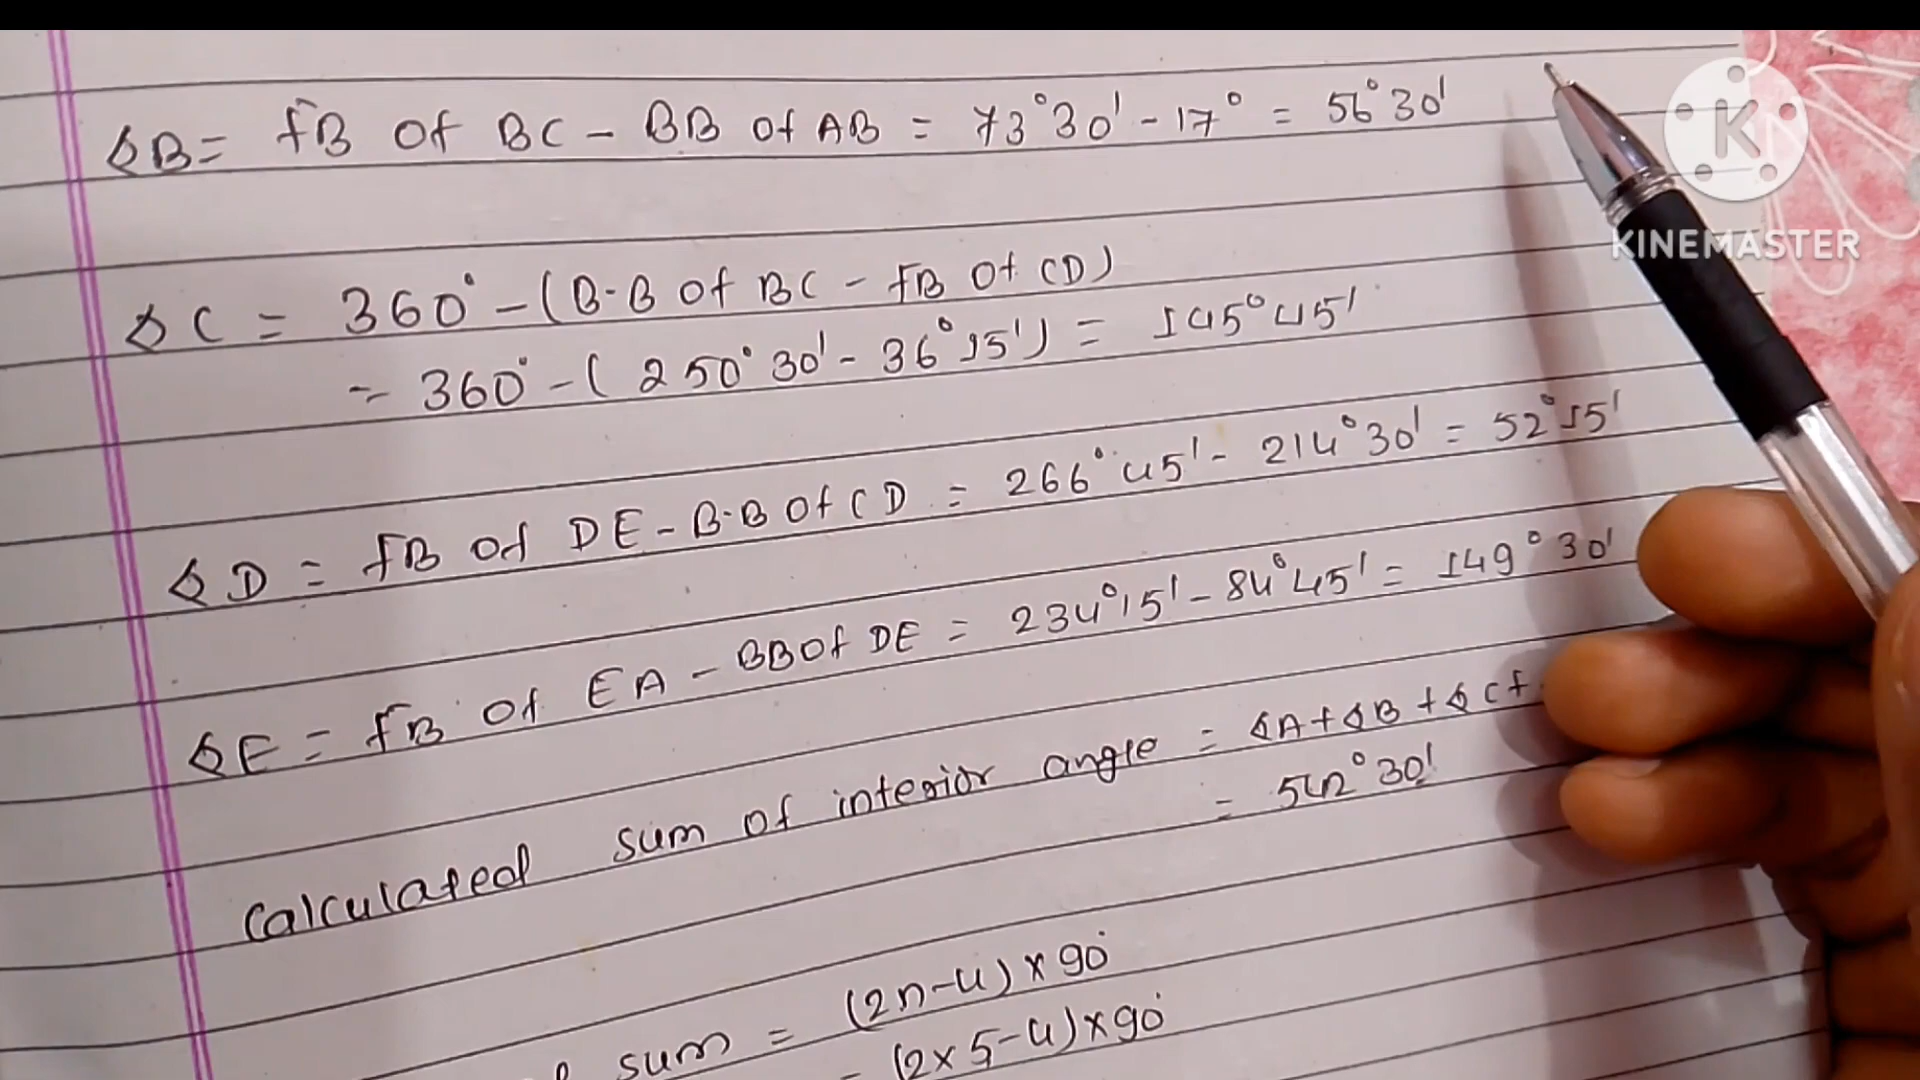 ∠B = FB of BC - BB of AB = 73°30' - 17° = 56°30'
∠C = 360° - (B.B of BC - FB of CD)
= 360° - (250°30' - 36°15') = 145°45'
∠D = FB of DE - B.B of CD = 266°45' - 214°30' = 52°15'
∠E = FB of EA - BB of DE = 234°15' - 84°45' = 149°30'
Calculated sum of interior angle = ∠A + ∠B + ∠C +
= 542°30'
sum = (2n-4) x 90°
= (2x5-4) x 90°
K
KINEMASTER